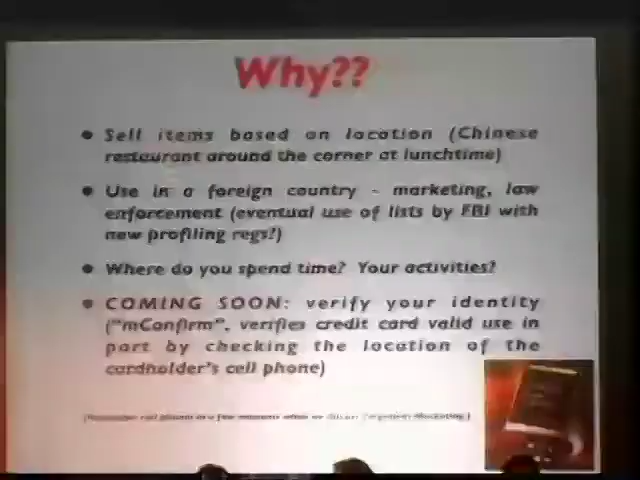 Why??
• Sell items based on location (Chinese
restaurant around the corner at lunchtime)
• Use in a foreign country - marketing, law
enforcement (eventual use of lists by FBI with
new profiling regs?)
• Where do you spend time? Your activities?
• COMING SOON: verify your identity
("mConfirm", verifies credit card valid use in
part by checking the location of the
cardholder's cell phone)